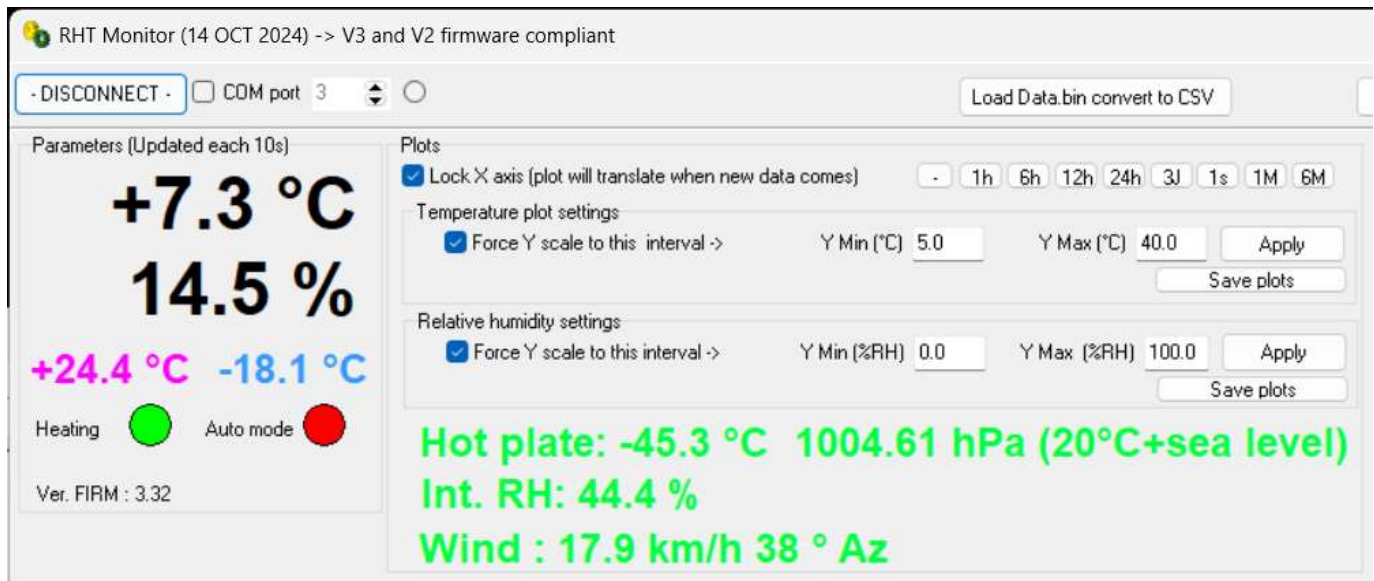 RHT Monitor (14 OCT 2024) -> V3 and V2 firmware compliant
- DISCONNECT - COM port 3 Load Data.bin convert to CSV
Parameters (Updated each 10s)
+7.3 °C
14.5 %
+24.4 °C -18.1 °C
Heating Auto mode
Ver. FIRM : 3.32
Plots
Lock X axis (plot will translate when new data comes) - 1h 6h 12h 24h 3J 1s 1M 6M
Temperature plot settings
Force Y scale to this interval -> Y Min (°C) 5.0 Y Max (°C) 40.0 Apply
Save plots
Relative humidity settings
Force Y scale to this interval -> Y Min (%RH) 0.0 Y Max (%RH) 100.0 Apply
Save plots
Hot plate: -45.3 °C 1004.61 hPa (20°C+sea level)
Int. RH: 44.4 %
Wind : 17.9 km/h 38 ° Az